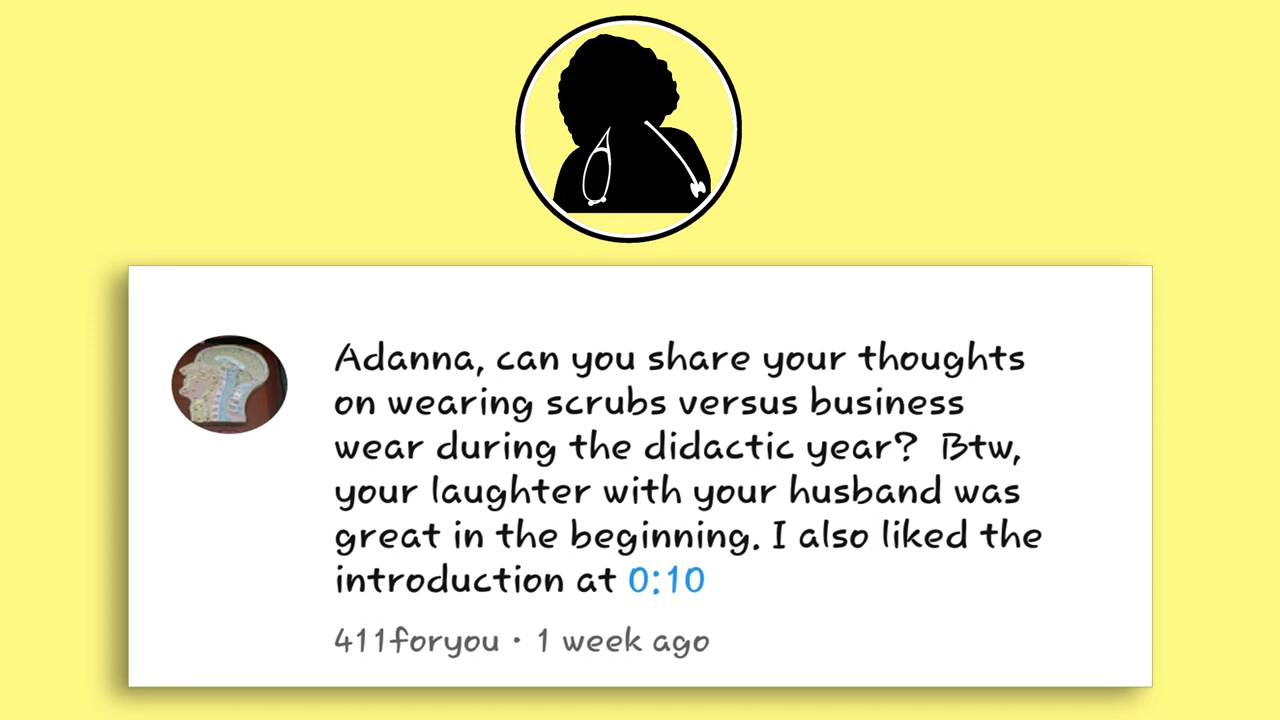 Adanna, can you share your thoughts
on wearing scrubs versus business
wear during the didactic year? Btw,
your laughter with your husband was
great in the beginning. I also liked the
introduction at 0:10
411foryou · 1 week ago